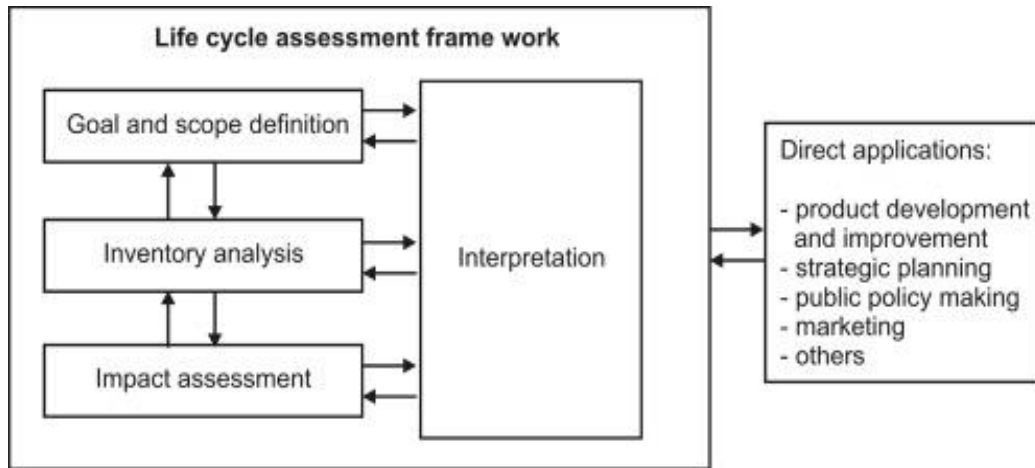 Life cycle assessment frame work
Goal and scope definition
Inventory analysis
Impact assessment
Interpretation
Direct applications:
- product development
and improvement
- strategic planning
- public policy making
- marketing
- others